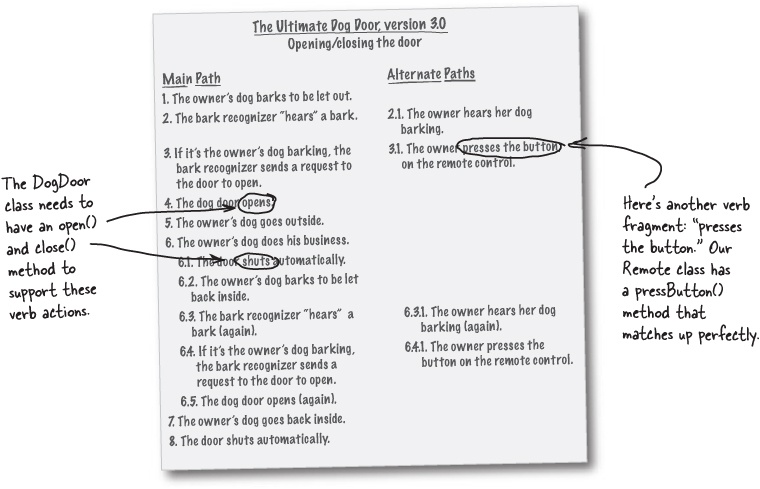 The Ultimate Dog Door, version 3.0
Opening/closing the door
Main Path
1. The owner's dog barks to be let out.
2. The bark recognizer "hears" a bark.
3. If it's the owner's dog barking, the
bark recognizer sends a request to
the door to open.
4. The dog door opens.
5. The owner's dog goes outside.
6. The owner's dog does his business.
6.1. The door shuts automatically.
6.2. The owner's dog barks to be let
back inside.
6.3. The bark recognizer "hears" a
bark (again).
6.4. If it's the owner's dog barking,
the bark recognizer sends a
request to the door to open.
6.5. The dog door opens (again).
7. The owner's dog goes back inside.
8. The door shuts automatically.
Alternate Paths
2.1. The owner hears her dog
barking.
3.1. The owner presses the button
on the remote control.
6.3.1. The owner hears her dog
barking (again).
6.4.1. The owner presses the
button on the remote control.
The DogDoor
class needs to
have an open()
and close()
method to
support these
verb actions.
Here's another verb
fragment: "presses
the button." Our
Remote class has
a pressButton()
method that
matches up perfectly.